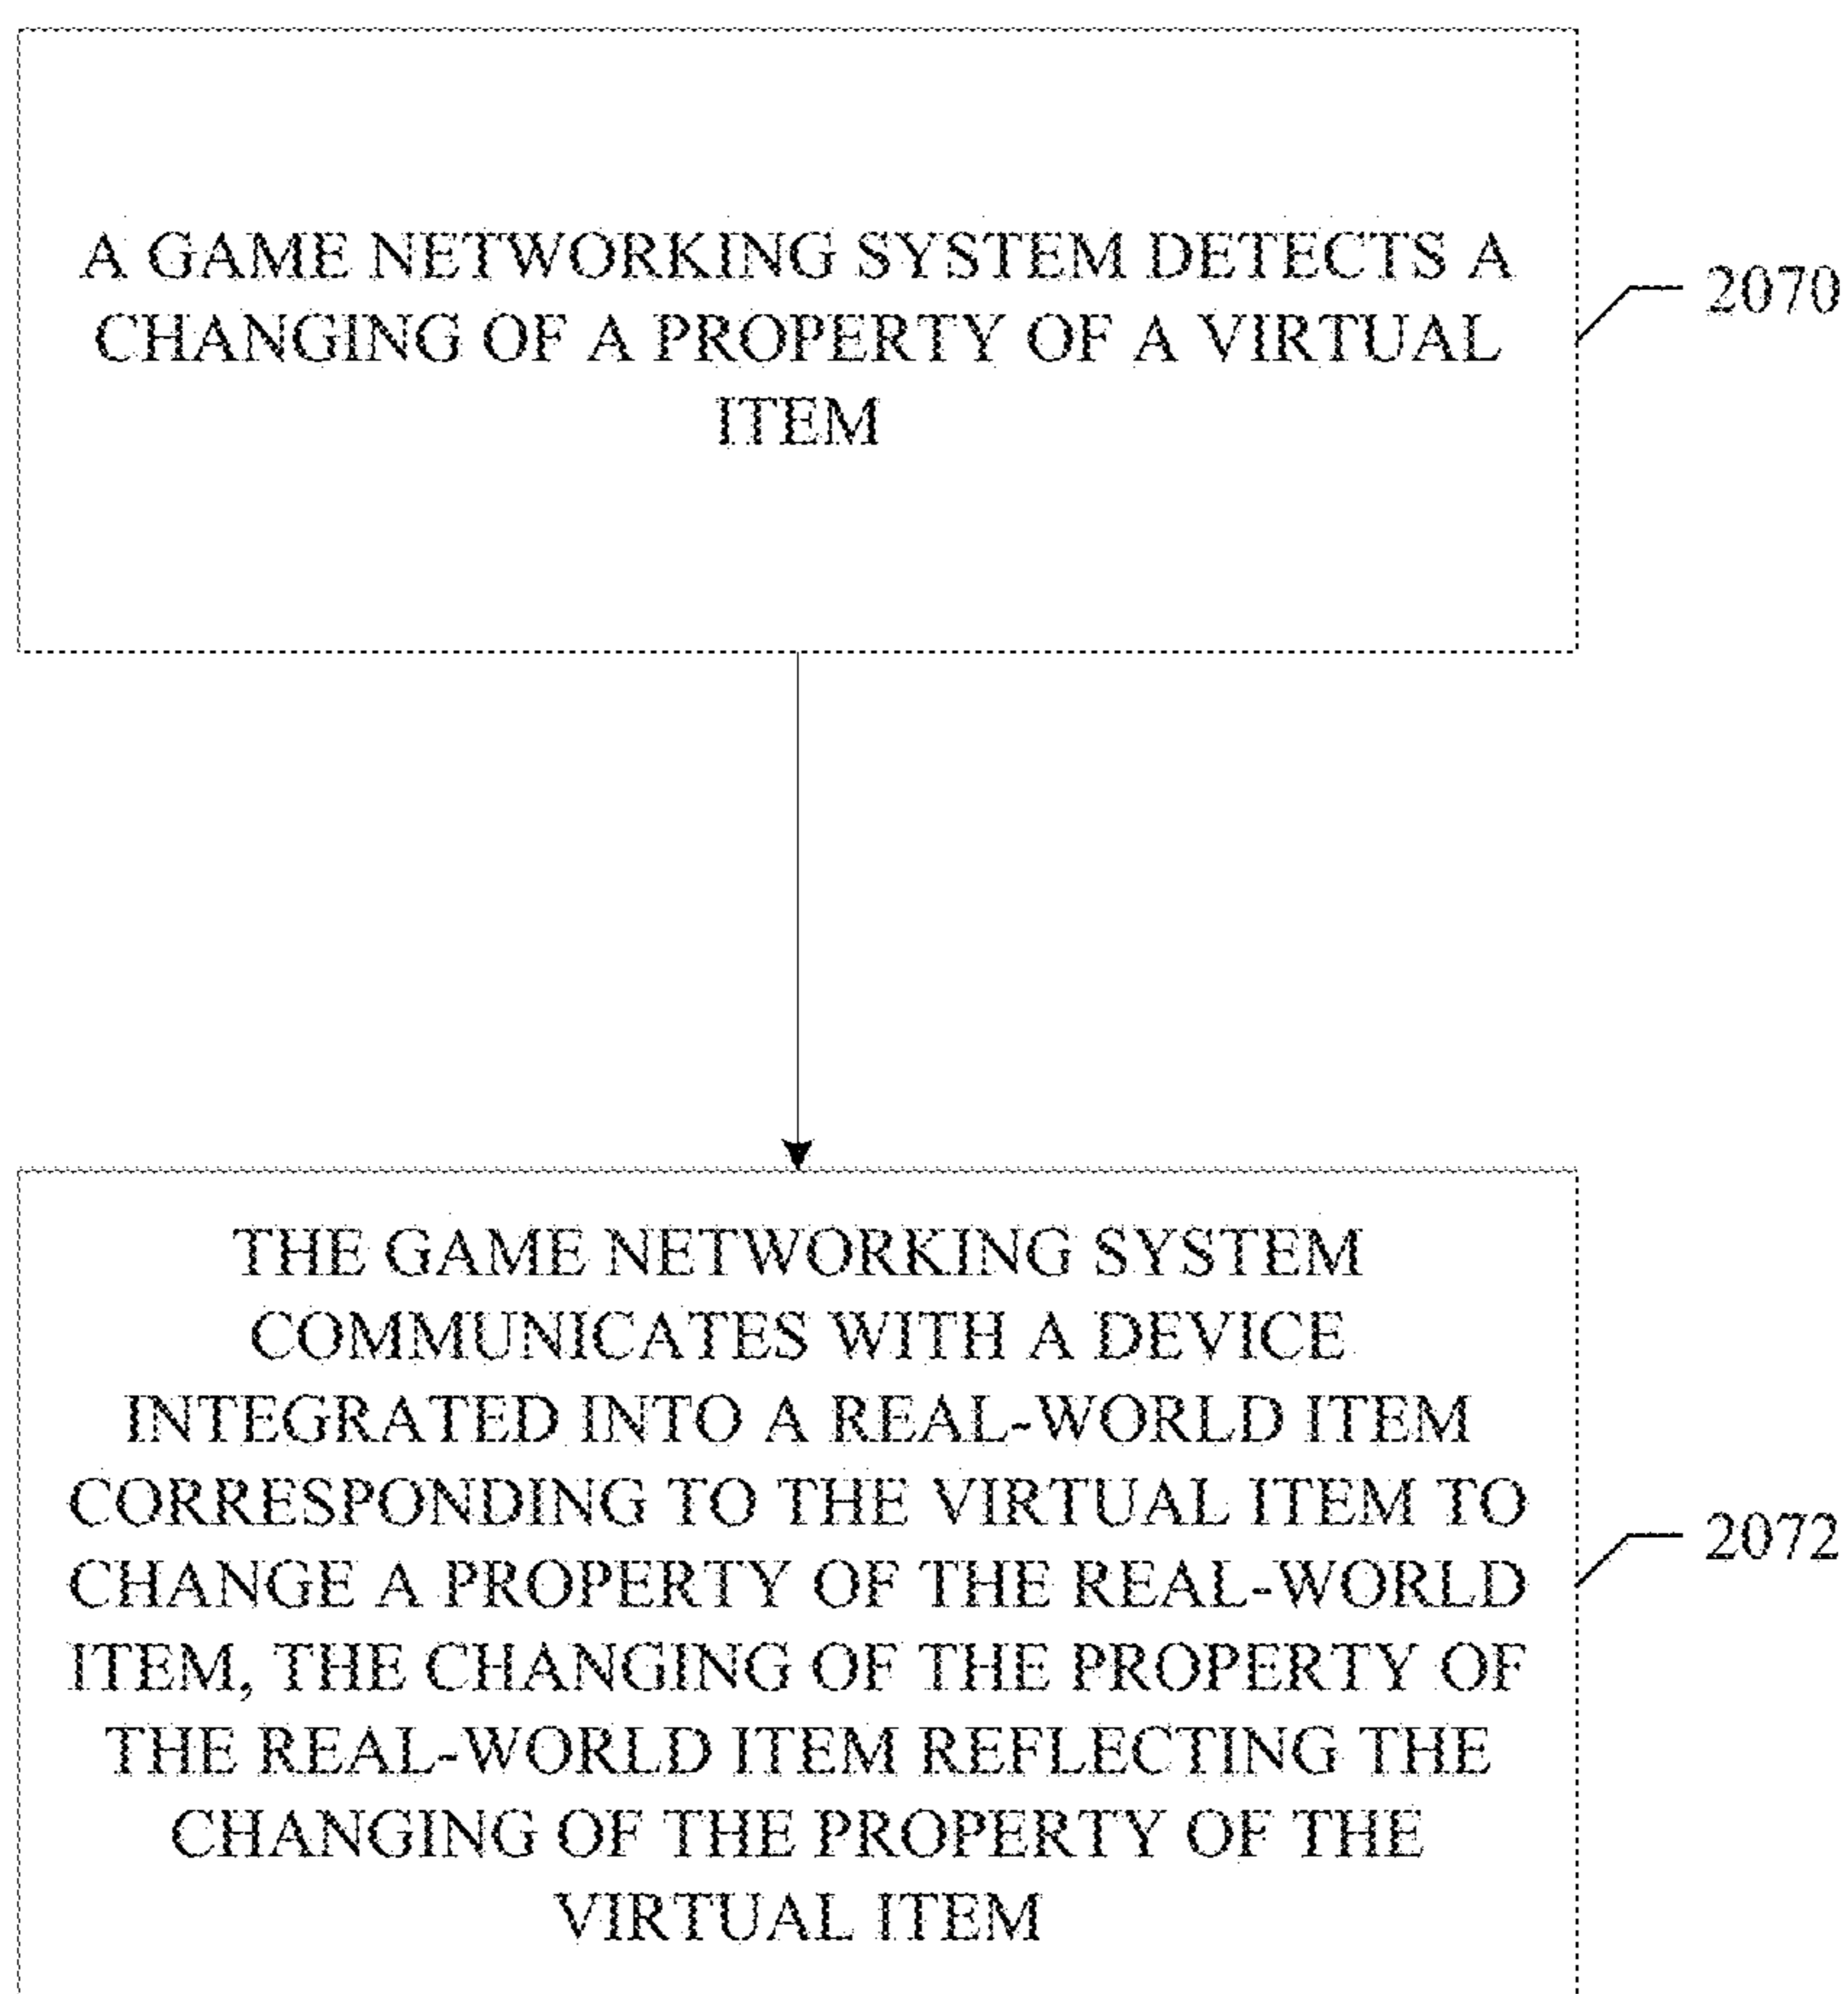 A GAME NETWORKING SYSTEM DETECTS A
CHANGING OF A PROPERTY OF A VIRTUAL
ITEM
2070
THE GAME NETWORKING SYSTEM
COMMUNICATES WITH A DEVICE
INTEGRATED INTO A REAL-WORLD ITEM
CORRESPONDING TO THE VIRTUAL ITEM TO
CHANGE A PROPERTY OF THE REAL-WORLD
ITEM, THE CHANGING OF THE PROPERTY OF
THE REAL-WORLD ITEM REFLECTING THE
CHANGING OF THE PROPERTY OF THE
VIRTUAL ITEM
2072